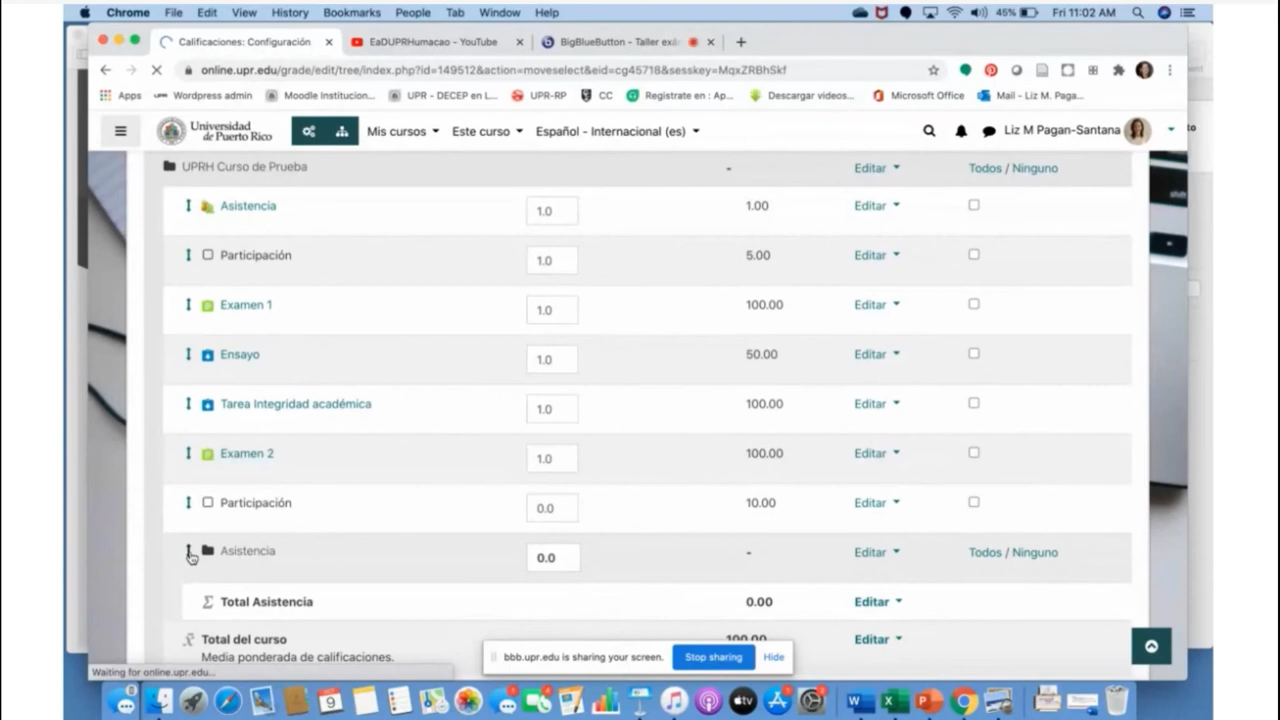 Chrome File Edit View History Bookmarks People Tab Window Help 45% Fri 11:02 AM
Calificaciones: Configuración EaDUPRHumacao - YouTube BigBlueButton - Taller exá
online.upr.edu/grade/edit/tree/index.php?id=149512&action=moveselect&eid=cg45718&sesskey=MqxZRBhSkf
Apps Wordpress admin Moodle Institucion... UPR - DECEP en L... UPR-RP CC Registrate en : Ap... Descargar videos... Microsoft Office Mail - Liz M. Paga...
Universidad
de Puerto Rico
Mis cursos Este curso Español - Internacional (es) Liz M Pagan-Santana
UPRH Curso de Prueba - Editar Todos / Ninguno
Asistencia 1.0 1.00 Editar
Participación 1.0 5.00 Editar
Examen 1 1.0 100.00 Editar
Ensayo 1.0 50.00 Editar
Tarea Integridad académica 1.0 100.00 Editar
Examen 2 1.0 100.00 Editar
Participación 0.0 10.00 Editar
Asistencia 0.0 - Editar Todos / Ninguno
Total Asistencia 0.00 Editar
Total del curso 100.00 Editar
Media ponderada de calificaciones.
bbb.upr.edu is sharing your screen. Stop sharing Hide
Waiting for online.upr.edu...